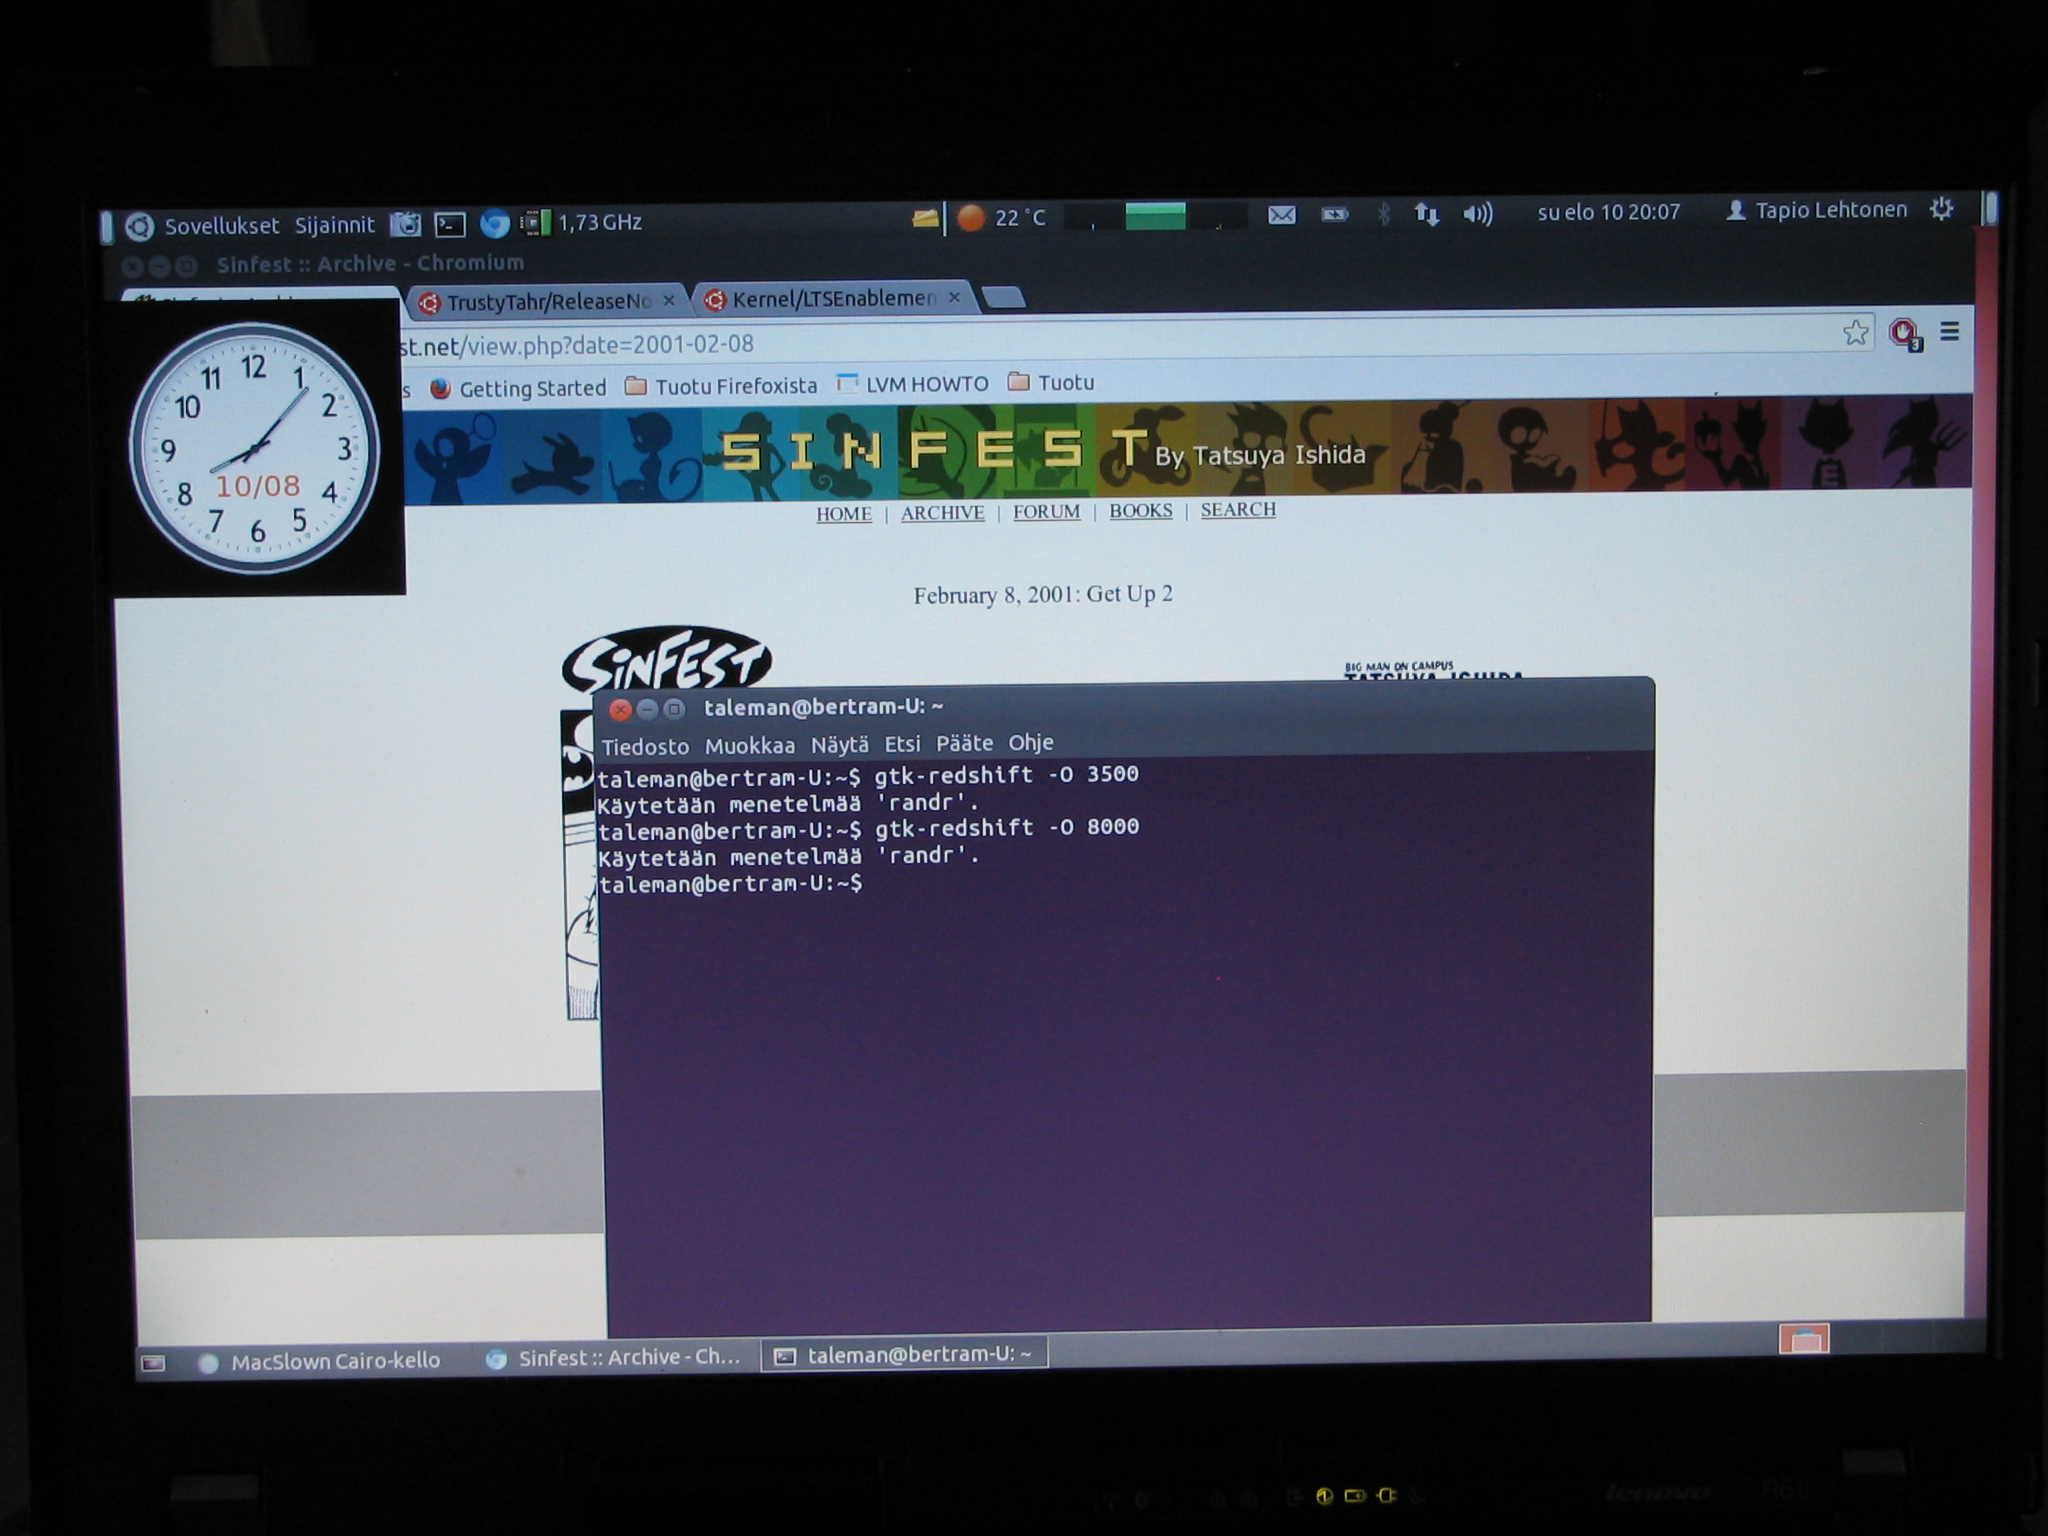 Sovellukset Sijainnit 1,73 GHz 22 °C su elo 10 20:07 Tapio Lehtonen
Sinfest :: Archive - Chromium
TrustyTahr/ReleaseNo Kernel/LTSEnablemen
st.net/view.php?date=2001-02-08
3
s Getting Started Tuotu Firefoxista LVM HOWTO Tuotu
12
1
2
3
4
5
6
7
8
9
10
11
10/08
SINFEST By Tatsuya Ishida
E
HOME | ARCHIVE | FORUM | BOOKS | SEARCH
February 8, 2001: Get Up 2
SINFEST
BIG MAN ON CAMPUS
TATSUYA ISHIDA
taleman@bertram-U: ~
Tiedosto Muokkaa Näytä Etsi Pääte Ohje
taleman@bertram-U:~$ gtk-redshift -O 3500
Käytetään menetelmää 'randr'.
taleman@bertram-U:~$ gtk-redshift -O 8000
Käytetään menetelmää 'randr'.
taleman@bertram-U:~$
MacSlown Cairo-kello Sinfest :: Archive - Ch... taleman@bertram-U: ~
lenovo